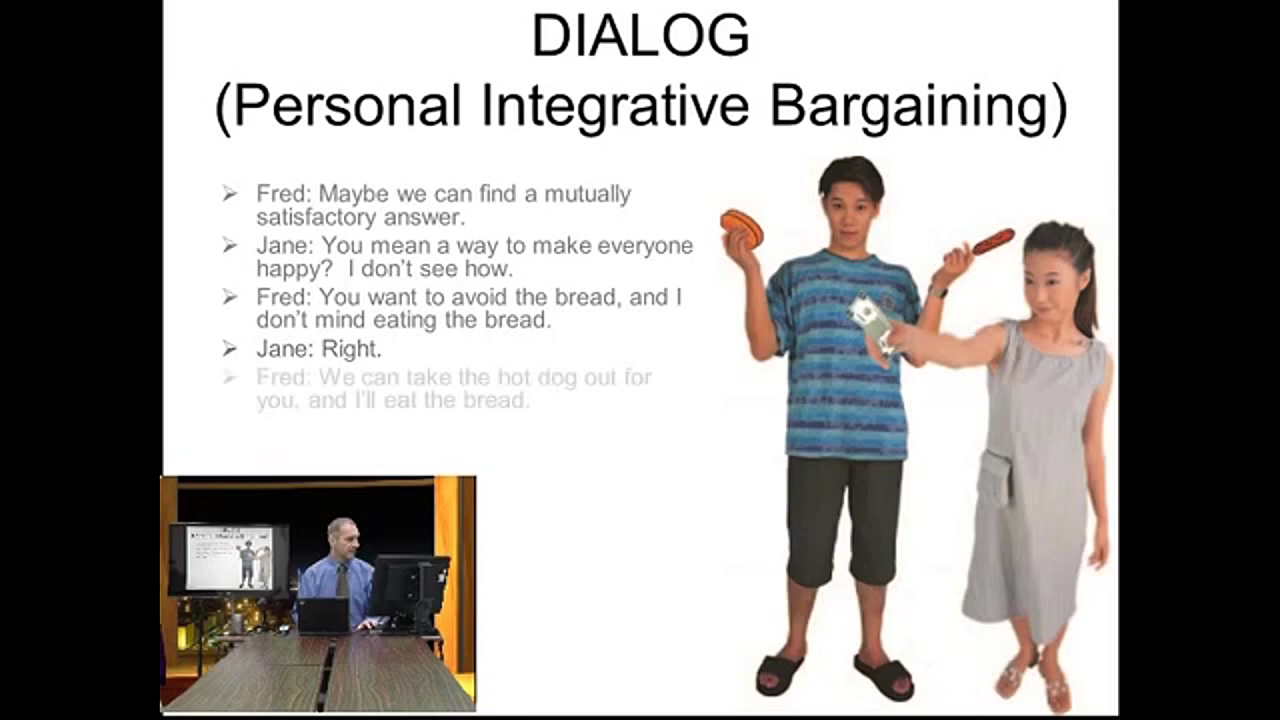 DIALOG
(Personal Integrative Bargaining)
➢ Fred: Maybe we can find a mutually
satisfactory answer.
➢ Jane: You mean a way to make everyone
happy?  I don't see how.
➢ Fred: You want to avoid the bread, and I
don't mind eating the bread.
➢ Jane: Right.
➢ Fred: We can take the hot dog out for
you, and I'll eat the bread.